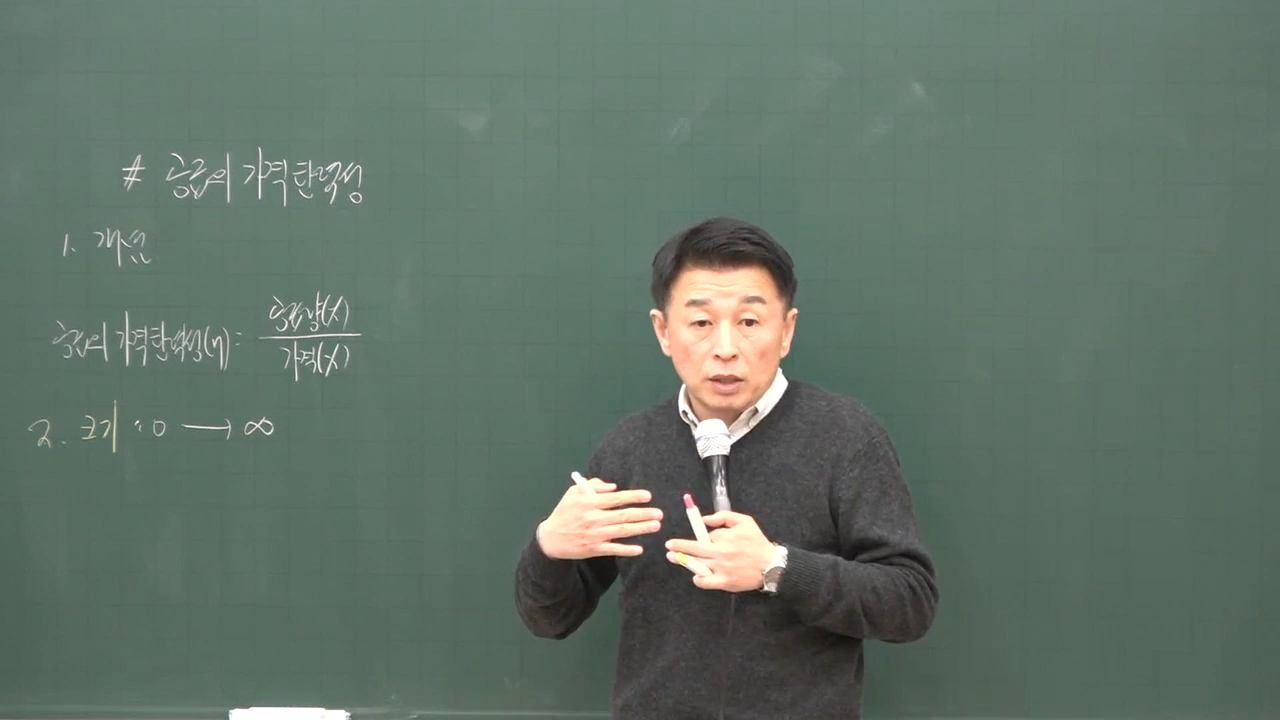 # 공급의 가격탄력성
1. 개념
공급의 가격탄력성(η) = 공급량(%) / 가격(%)
2. 크기 : 0 → ∞